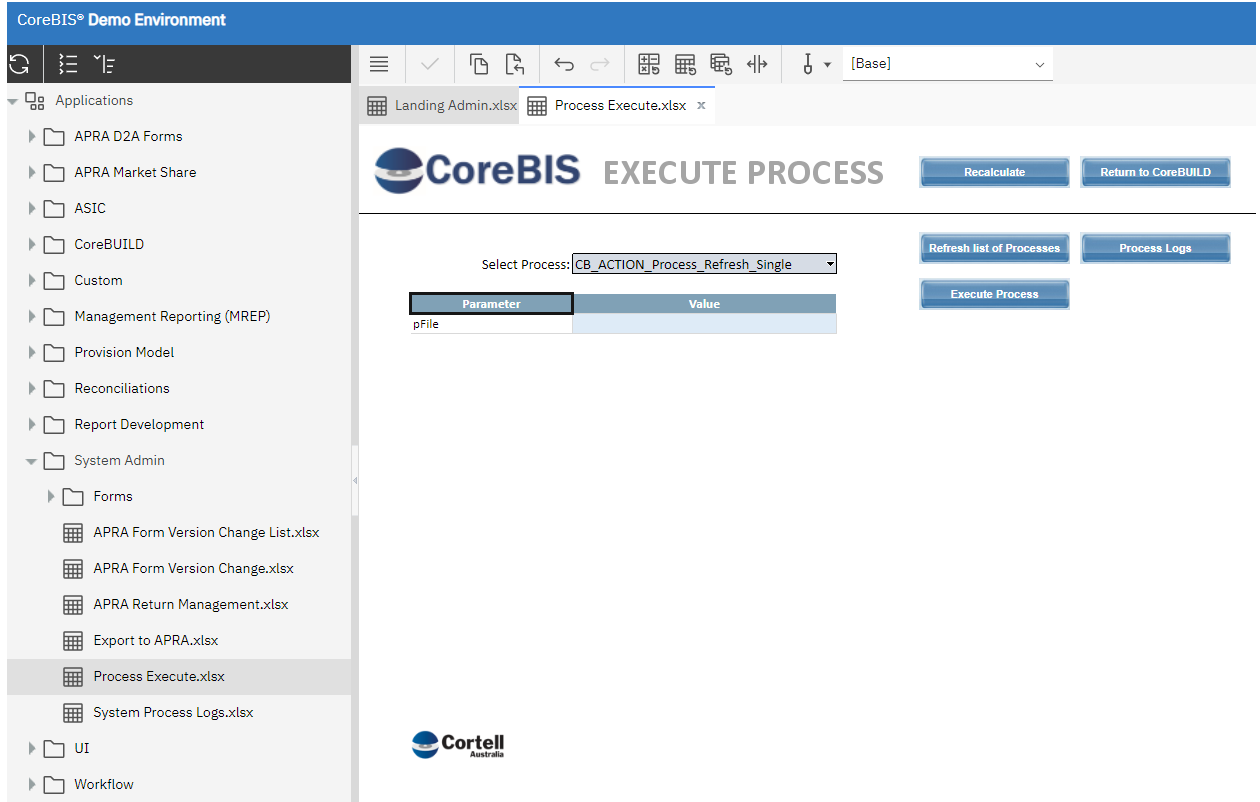 CoreBIS® Demo Environment
[Base]
Applications
APRA D2A Forms
APRA Market Share
ASIC
CoreBUILD
Custom
Management Reporting (MREP)
Provision Model
Reconciliations
Report Development
System Admin
Forms
APRA Form Version Change List.xlsx
APRA Form Version Change.xlsx
APRA Return Management.xlsx
Export to APRA.xlsx
Process Execute.xlsx
System Process Logs.xlsx
UI
Workflow
Landing Admin.xlsx Process Execute.xlsx x
CoreBIS EXECUTE PROCESS Recalculate Return to CoreBUILD
Refresh list of Processes Process Logs
Select Process: CB_ACTION_Process_Refresh_Single
Execute Process
Parameter Value
pFile
Cortell
Australia